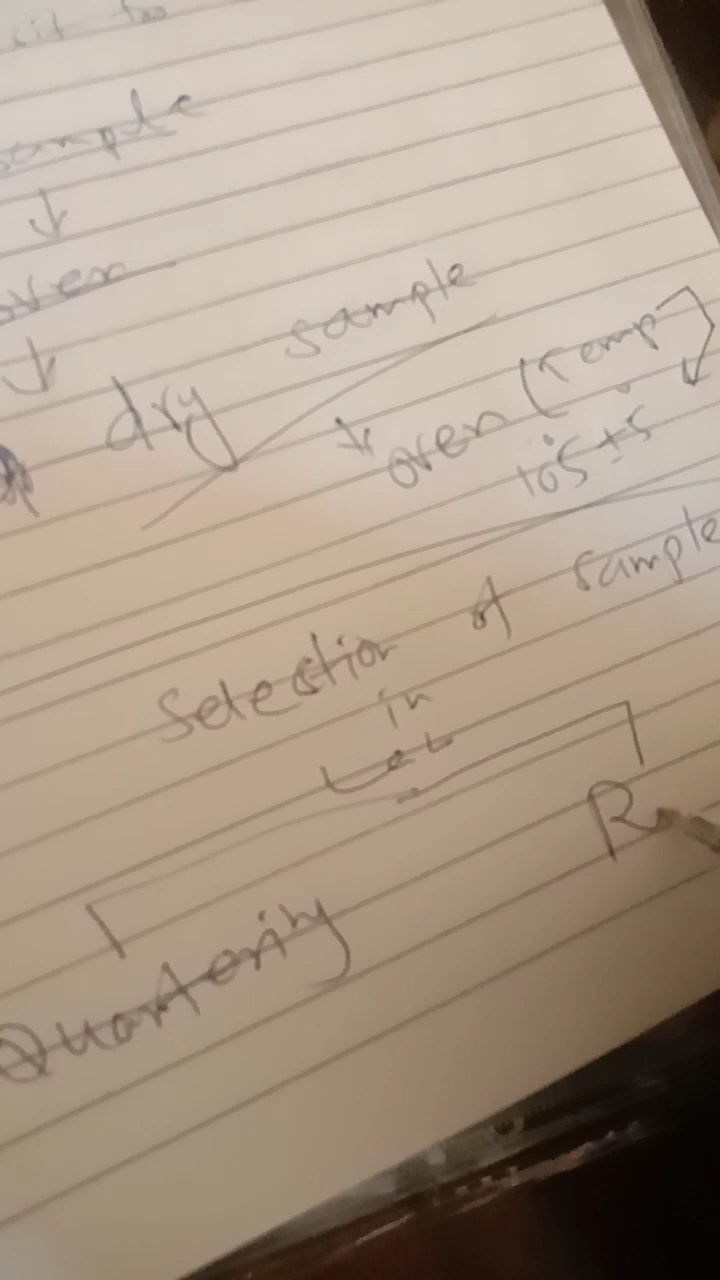 sample
↓
oven
↓
dry sample
* oven (Temp
105 ± 5
Selection of sample
in
Lab
R
Quartering